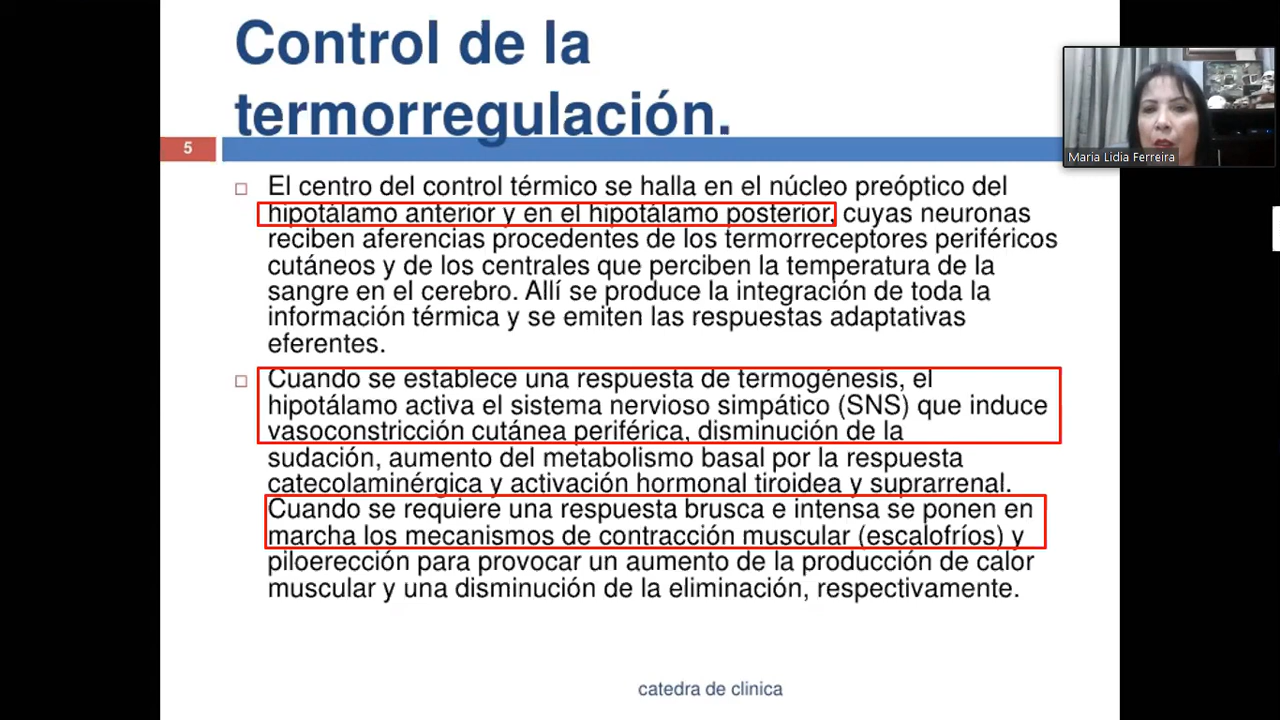 Control de la
termorregulación.
5
Maria Lidia Ferreira
El centro del control térmico se halla en el núcleo preóptico del
hipotálamo anterior y en el hipotálamo posterior, cuyas neuronas
reciben aferencias procedentes de los termorreceptores periféricos
cutáneos y de los centrales que perciben la temperatura de la
sangre en el cerebro. Allí se produce la integración de toda la
información térmica y se emiten las respuestas adaptativas
eferentes.
Cuando se establece una respuesta de termogénesis, el
hipotálamo activa el sistema nervioso simpático (SNS) que induce
vasoconstricción cutánea periférica, disminución de la
sudación, aumento del metabolismo basal por la respuesta
catecolaminérgica y activación hormonal tiroidea y suprarrenal.
Cuando se requiere una respuesta brusca e intensa se ponen en
marcha los mecanismos de contracción muscular (escalofríos) y
piloerección para provocar un aumento de la producción de calor
muscular y una disminución de la eliminación, respectivamente.
catedra de clinica